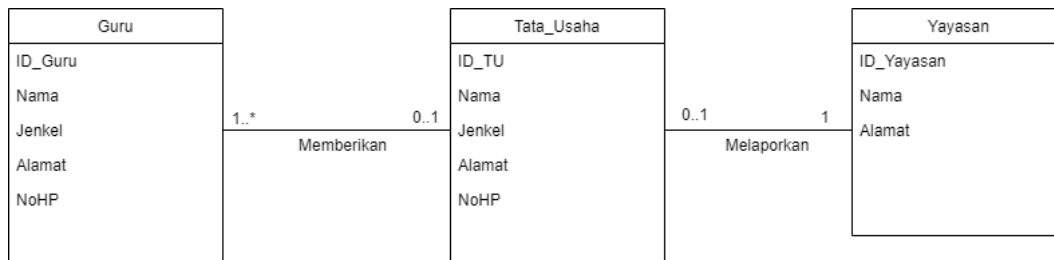 Guru
ID_Guru
Nama
Jenkel
Alamat
NoHP
1..*
0..1
Memberikan
Tata_Usaha
ID_TU
Nama
Jenkel
Alamat
NoHP
0..1
1
Melaporkan
Yayasan
ID_Yayasan
Nama
Alamat